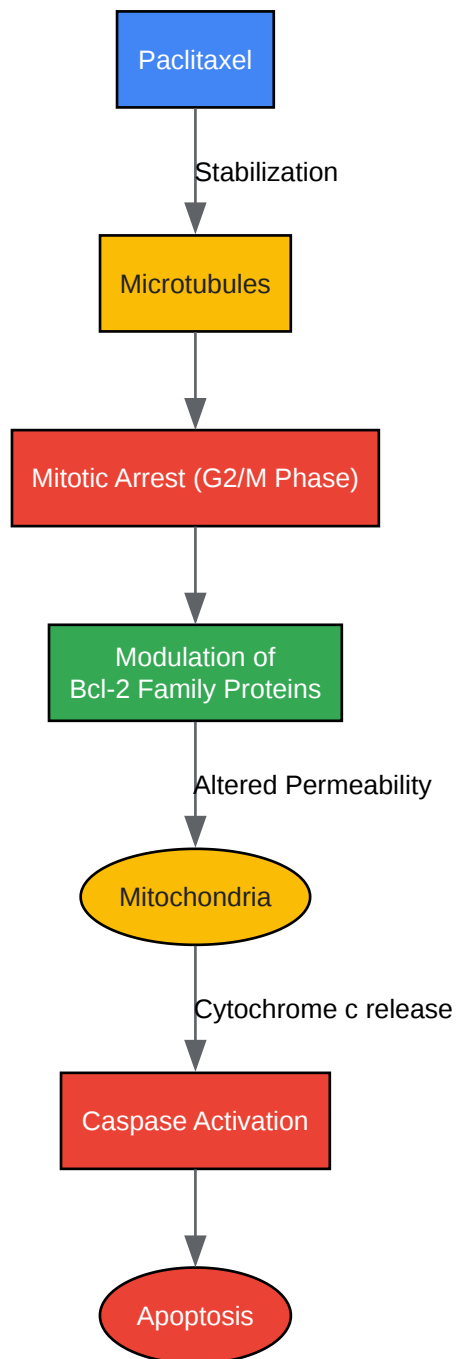 Paclitaxel
Stabilization
Microtubules
Mitotic Arrest (G2/M Phase)
Modulation of
Bcl-2 Family Proteins
Altered Permeability
Mitochondria
Cytochrome c release
Caspase Activation
Apoptosis